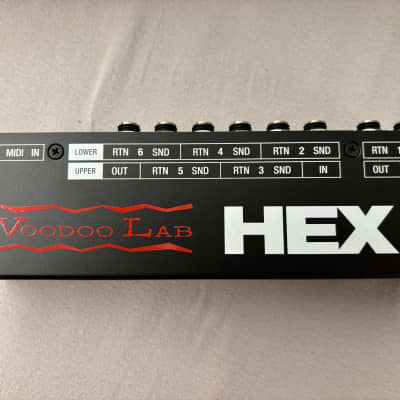 MIDI IN LOWER RTN 6 SND RTN 4 SND RTN 2 SND RTN 1
UPPER OUT RTN 5 SND RTN 3 SND IN OUT
VOODOO LAB HEX